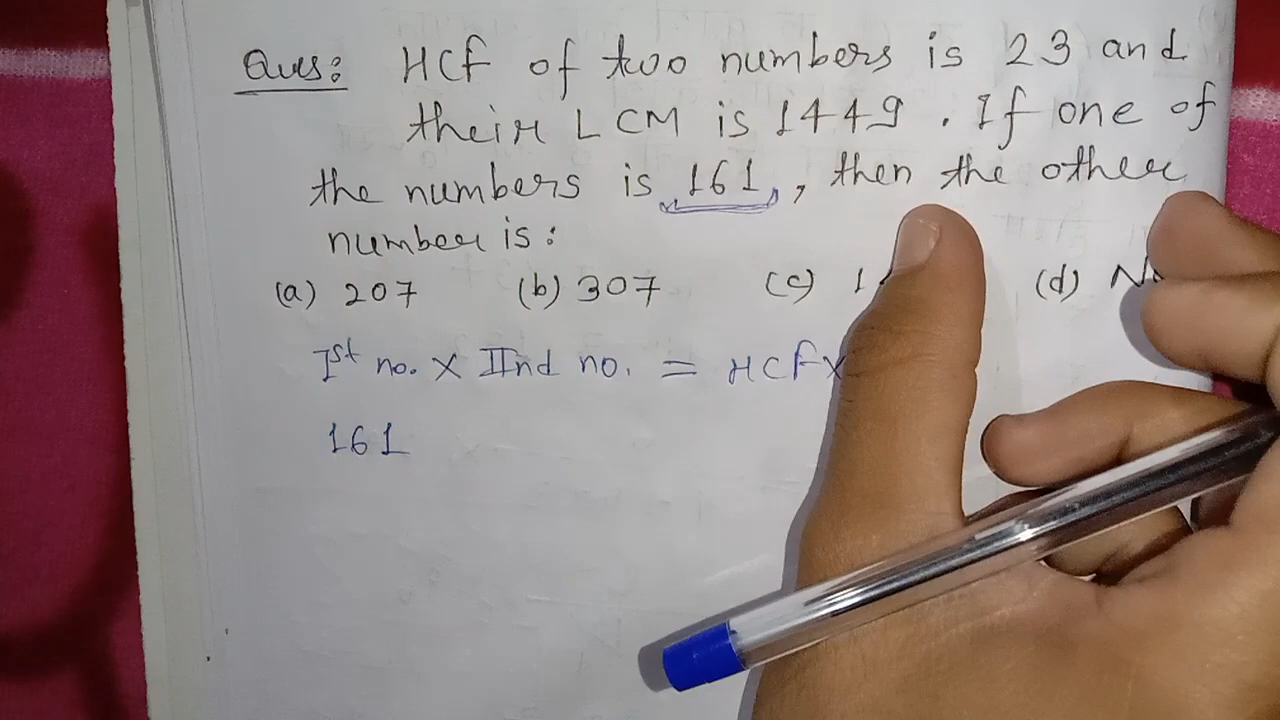 Ques: HCF of two numbers is 23 and
their LCM is 1449. If one of
the numbers is 161, then the other
number is:
(a) 207 (b) 307 (c) 1 (d)
Ist no. × IInd no. = HCF ×
161